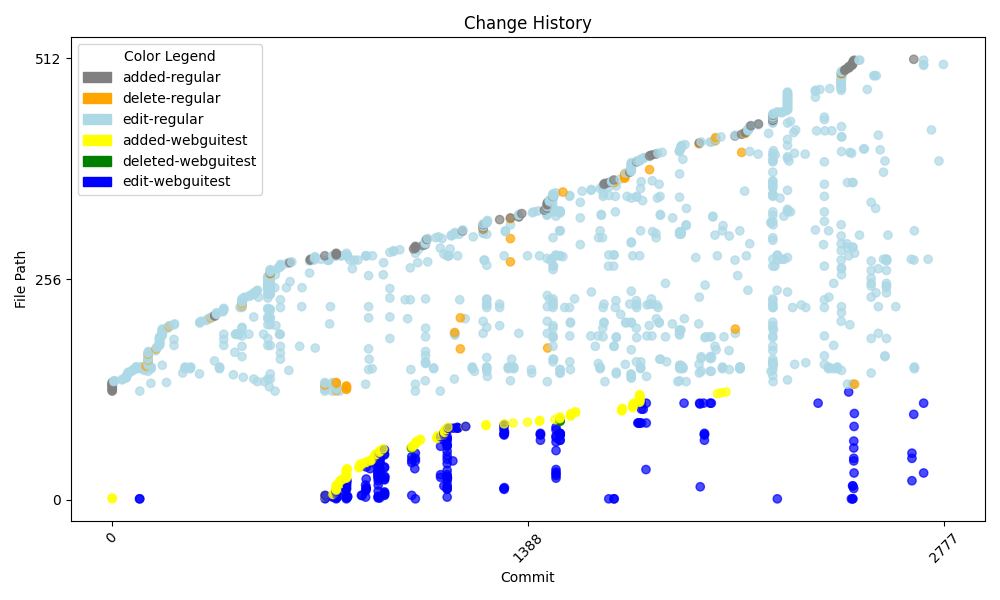 Change History
Color Legend
added-regular
delete-regular
edit-regular
added-webguitest
deleted-webguitest
edit-webguitest
512
256
0
File Path
0
1388
2777
Commit